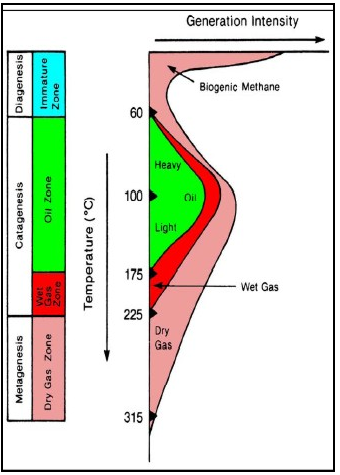 Generation Intensity
Diagenesis
Immature
Zone
Biogenic Methane
60
Catagenesis
Oil Zone
Temperature (°C)
Heavy
100
Oil
Light
175
Wet
Gas
Zone
Wet Gas
225
Metagenesis
Dry Gas Zone
Dry
Gas
315